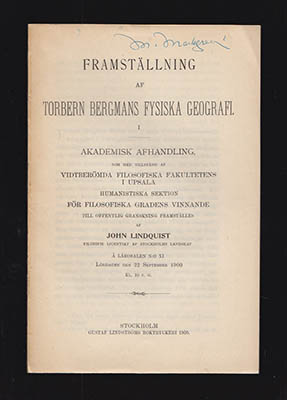 FRAMSTÄLLNING
AF
TORBERN BERGMANS FYSISKA GEOGRAFI.
I
AKADEMISK AFHANDLING,
SOM MED TILLSTÅND AF
VIDTBERÖMDA FILOSOFISKA FAKULTETENS
I UPSALA
HUMANISTISKA SEKTION
FÖR FILOSOFISKA GRADENS VINNANDE
TILL OFFENTLIG GRANSKNING FRAMSTÄLLES
AF
JOHN LINDQUIST
FILOSOFIE LICENTIAT AF STOCKHOLMS LANDSKAP
Å LÄROSALEN N:O XI
LÖRDAGEN DEN 22 SEPTEMBER 1900
KL. 10 F. M.
STOCKHOLM
GUSTAF LINDSTRÖMS BOKTRYCKERI 1900.